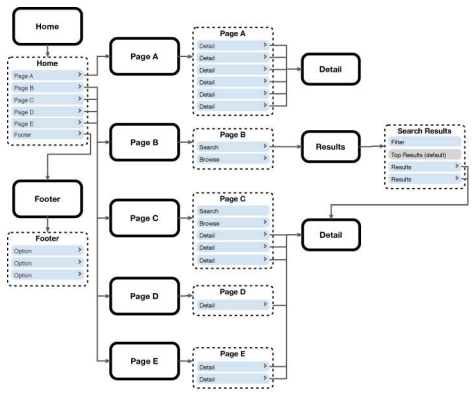 Home
Home
Page A
Page B
Page C
Page D
Page E
Footer
Footer
Footer
Option
Option
Option
Page A
Page A
Detail
Detail
Detail
Detail
Detail
Detail
Detail
Page B
Page B
Search
Browse
Results
Search Results
Filter
Top Results (default)
Results
Results
Page C
Page C
Search
Browse
Detail
Detail
Detail
Detail
Page D
Page D
Detail
Page E
Page E
Detail
Detail